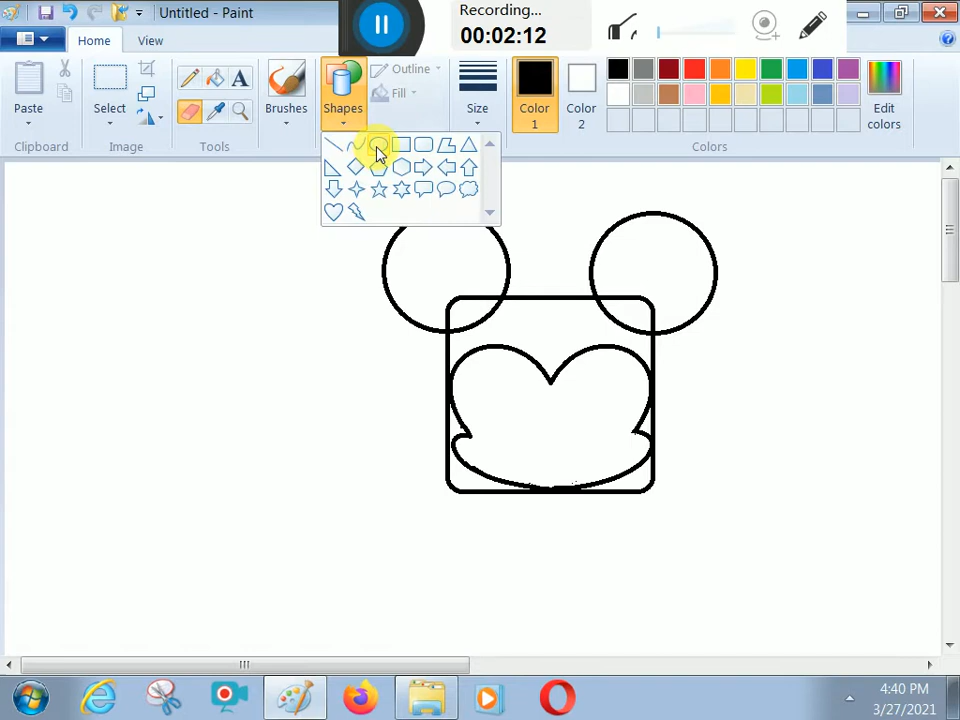 Untitled - Paint
Recording...
00:02:12
Home
View
Paste
Select
Shapes
Brushes
Outline
Fill
Size
Color
1
Color
2
Edit
colors
Clipboard
Image
Tools
Colors
4:40 PM
3/27/2021